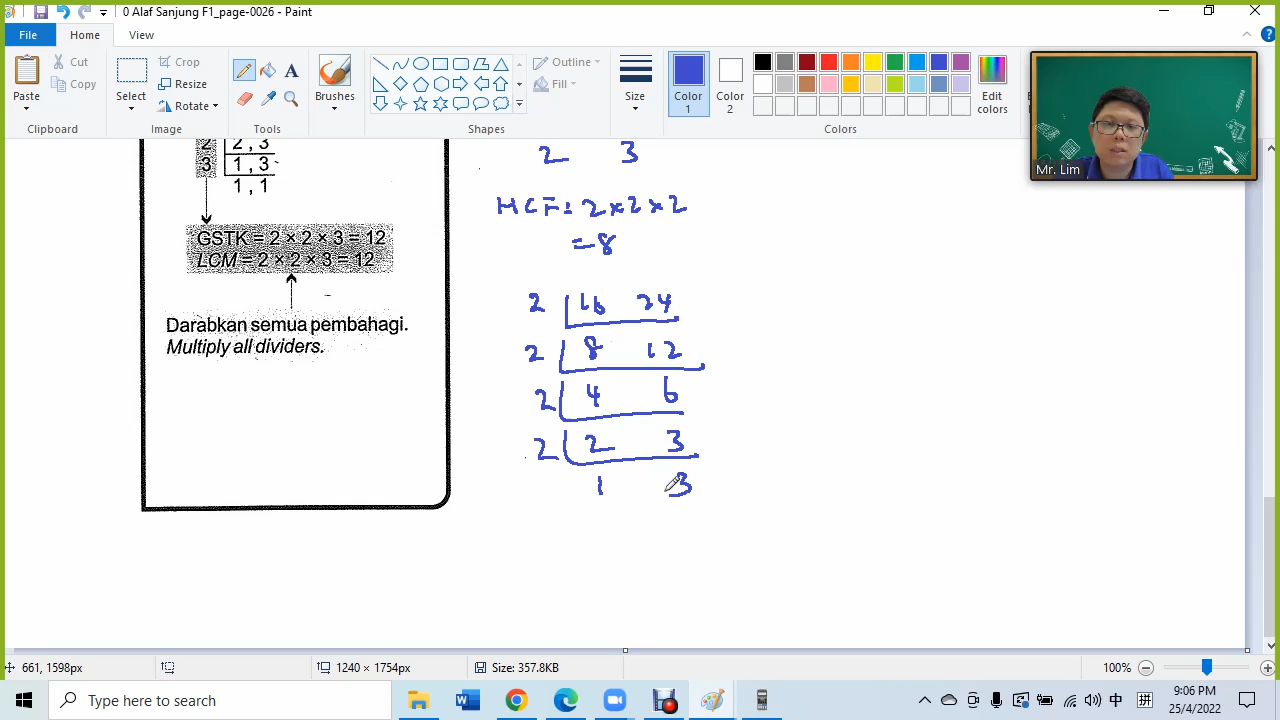 0 Alaf Sanjung F1_page-0026 - Paint
File Home View
Paste
Cut
Copy
Clipboard
Select
Crop
Resize
Rotate
Image
Tools
Brushes
Shapes
Outline
Fill
Size
Color 1
Color 2
Colors
Edit colors
Mr. Lim
2 2 , 3
3 1 , 3
1 , 1
GSTK = 2 × 2 × 3 = 12
LCM = 2 × 2 × 3 = 12
Darabkan semua pembahagi.
Multiply all dividers.
2 3
HCF = 2 × 2 × 2
= 8
2 16 24
2 8 12
2 4 6
2 2 3
1 3
661, 1598px
1240 × 1754px
Size: 357.8KB
100%
Type here to search
中
拼
9:06 PM
25/4/2022